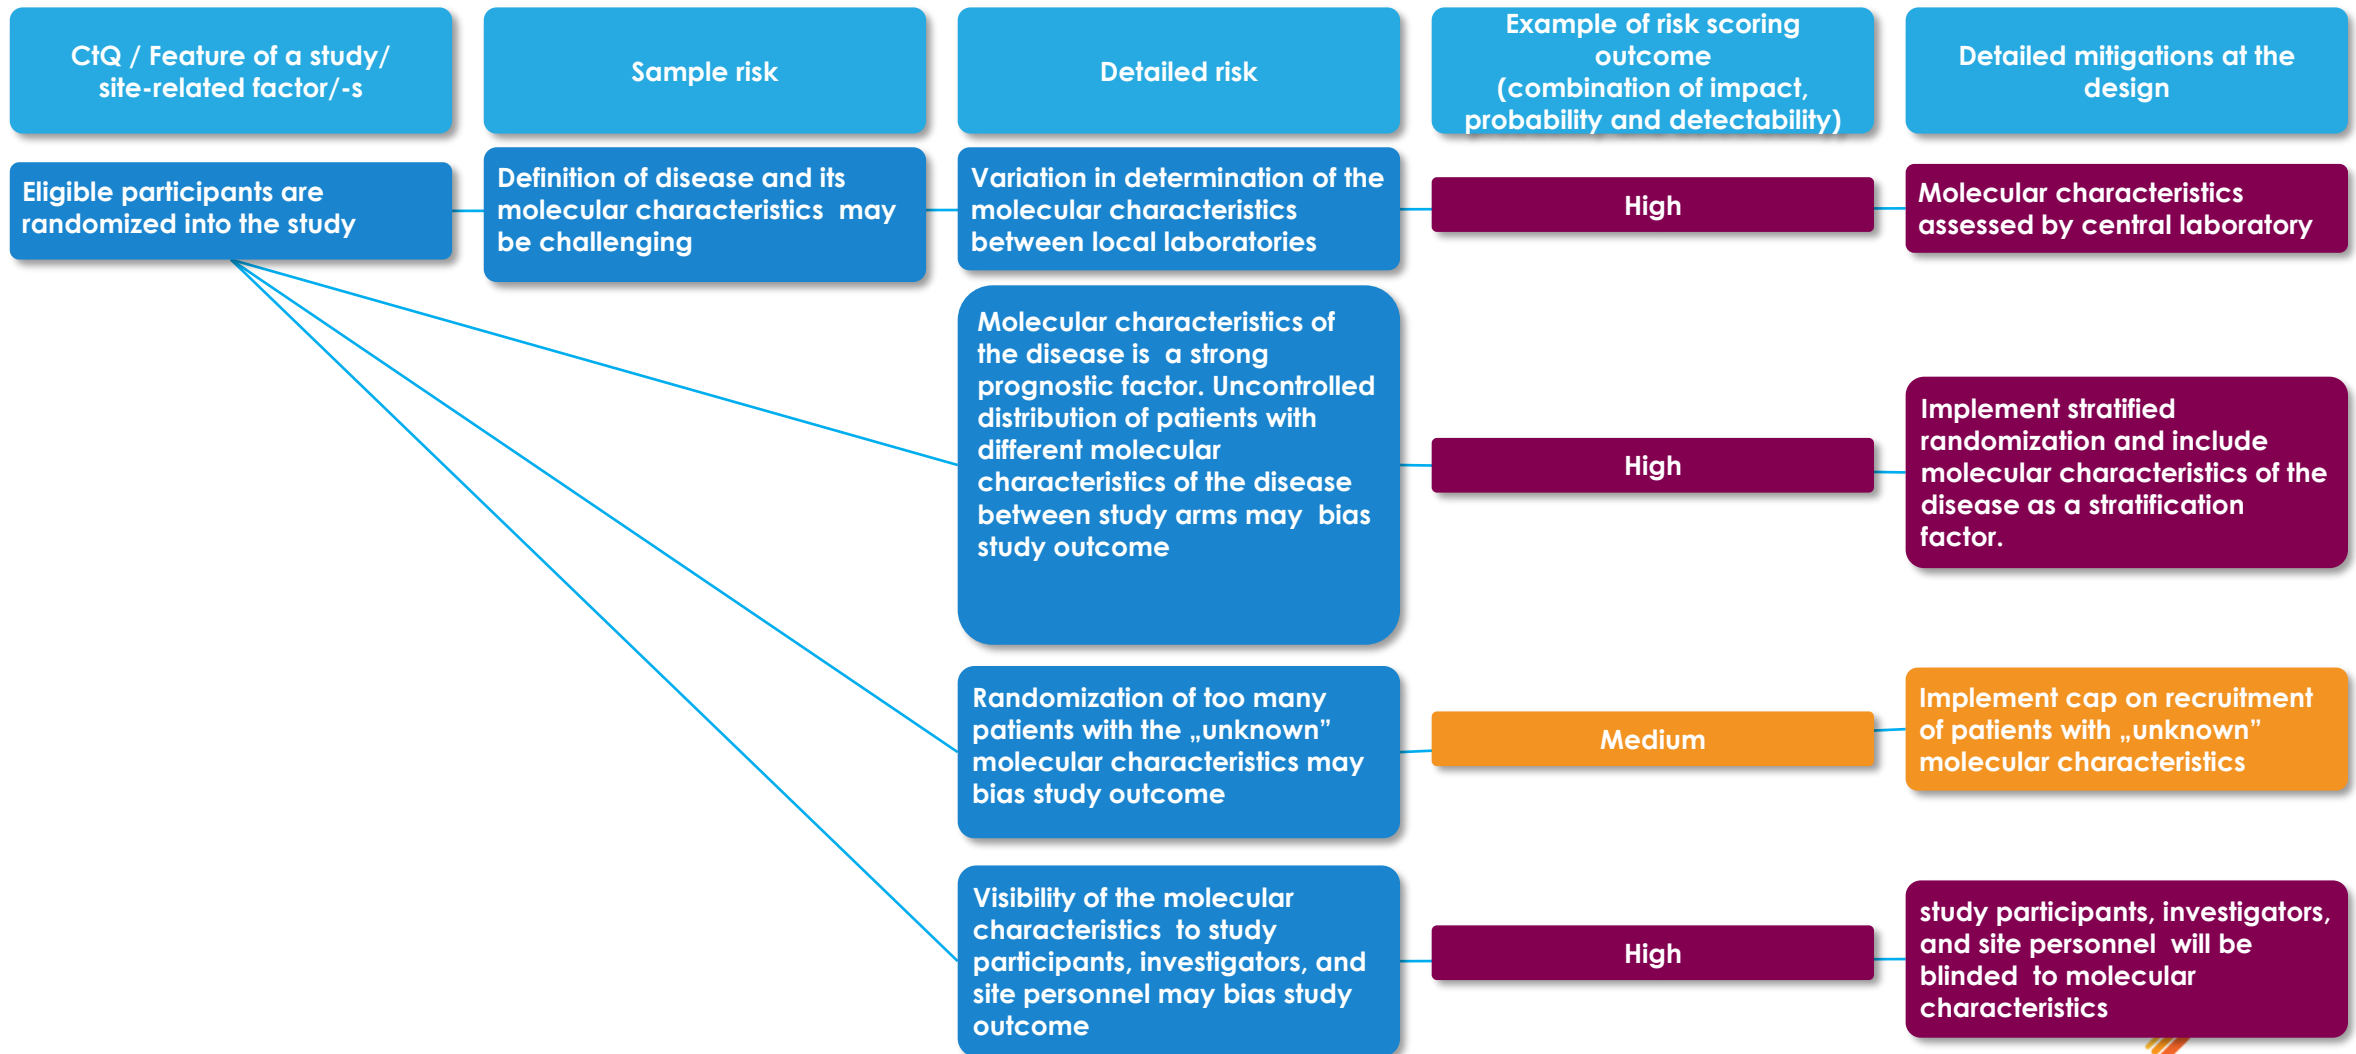 CtQ / Feature of a study/
site-related factor/-s
Sample risk
Detailed risk
Example of risk scoring
outcome
(combination of impact,
probability and detectability)
Detailed mitigations at the
design
Eligible participants are
randomized into the study
Definition of disease and its
molecular characteristics may
be challenging
Variation in determination of the
molecular characteristics
between local laboratories
High
Molecular characteristics
assessed by central laboratory
Molecular characteristics of
the disease is a strong
prognostic factor. Uncontrolled
distribution of patients with
different molecular
characteristics of the disease
between study arms may bias
study outcome
High
Implement stratified
randomization and include
molecular characteristics of the
disease as a stratification
factor.
Randomization of too many
patients with the „unknown”
molecular characteristics may
bias study outcome
Medium
Implement cap on recruitment
of patients with „unknown”
molecular characteristics
Visibility of the molecular
characteristics to study
participants, investigators, and
site personnel may bias study
outcome
High
study participants, investigators,
and site personnel will be
blinded to molecular
characteristics